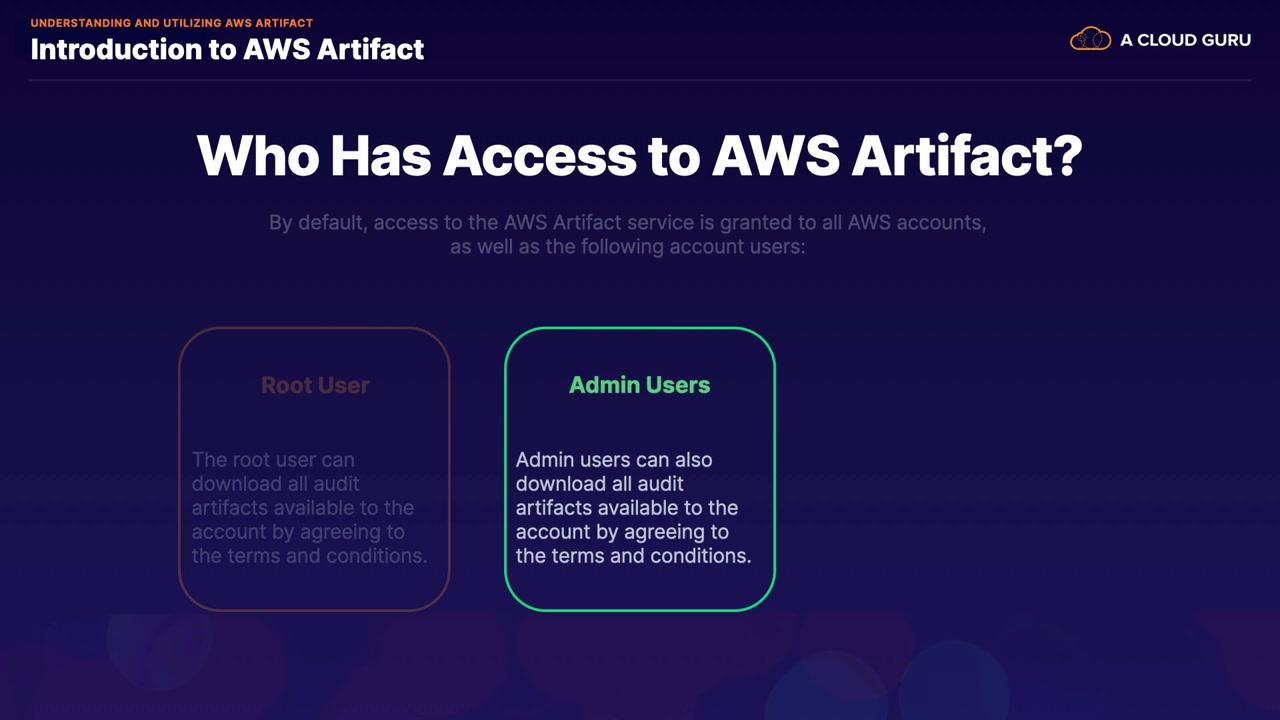 UNDERSTANDING AND UTILIZING AWS ARTIFACT
Introduction to AWS Artifact
A CLOUD GURU
Who Has Access to AWS Artifact?
By default, access to the AWS Artifact service is granted to all AWS accounts,
as well as the following account users:
Root User
The root user can
download all audit
artifacts available to the
account by agreeing to
the terms and conditions.
Admin Users
Admin users can also
download all audit
artifacts available to the
account by agreeing to
the terms and conditions.